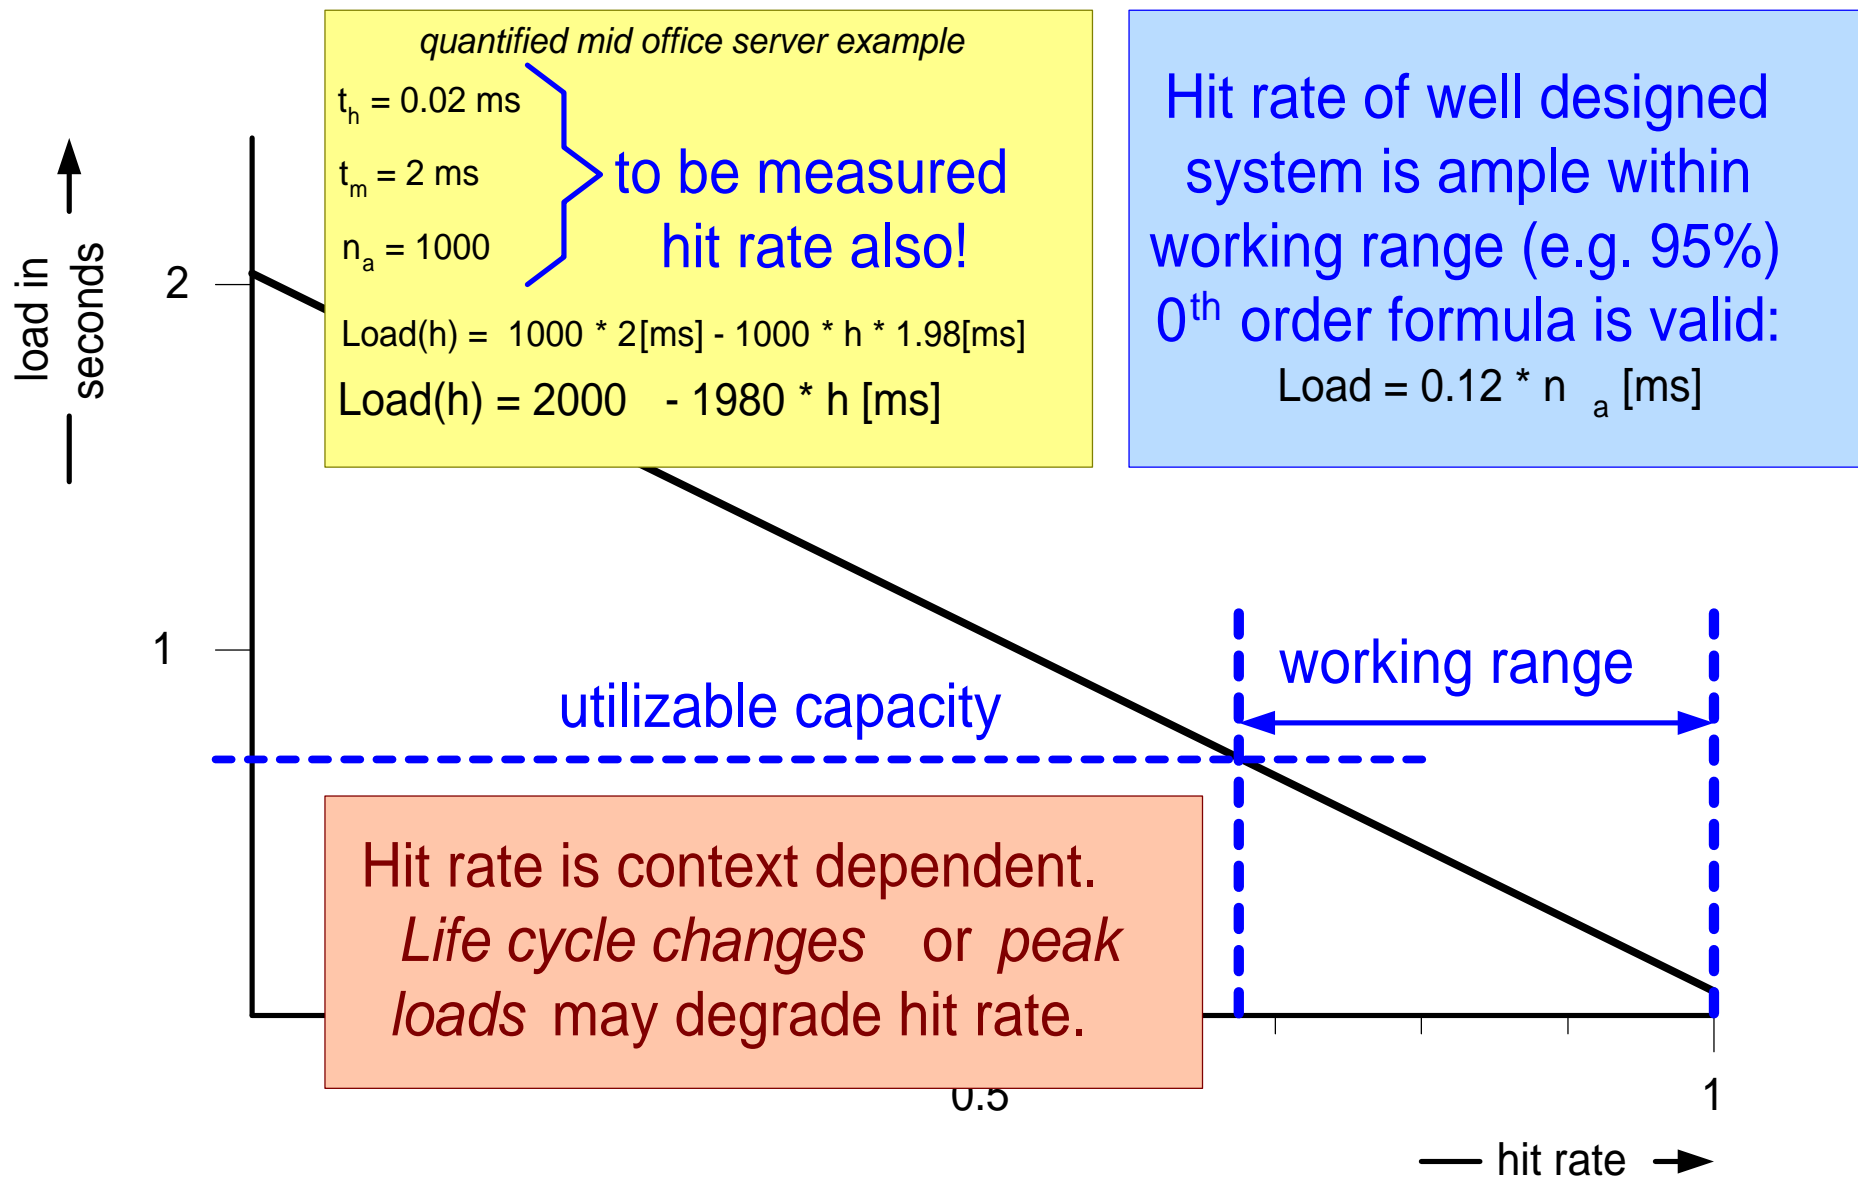 quantified mid office server example
t_h = 0.02 ms
t_m = 2 ms
n_a = 1000
to be measured
hit rate also!
Load(h) = 1000 * 2[ms] - 1000 * h * 1.98[ms]
Load(h) = 2000 - 1980 * h [ms]
Hit rate of well designed
system is ample within
working range (e.g. 95%)
0th order formula is valid:
Load = 0.12 * n a [ms]
load in
seconds
2
1
working range
utilizable capacity
Hit rate is context dependent.
Life cycle changes or peak
loads may degrade hit rate.
0.5
1
hit rate